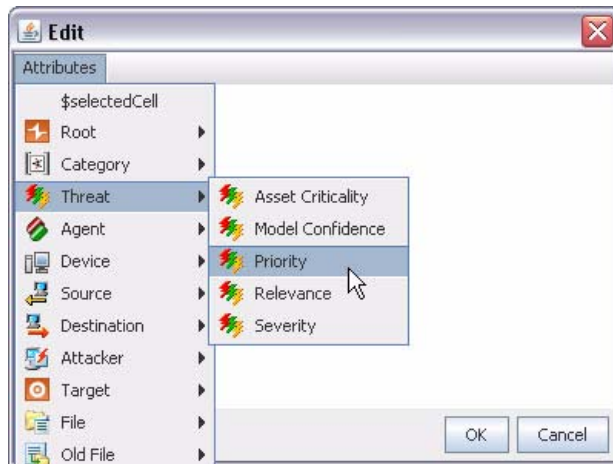 Edit
Attributes
$selectedCell
Root
Category
Threat
Asset Criticality
Agent
Model Confidence
Device
Priority
Source
Relevance
Destination
Severity
Attacker
Target
File
OK Cancel
Old File